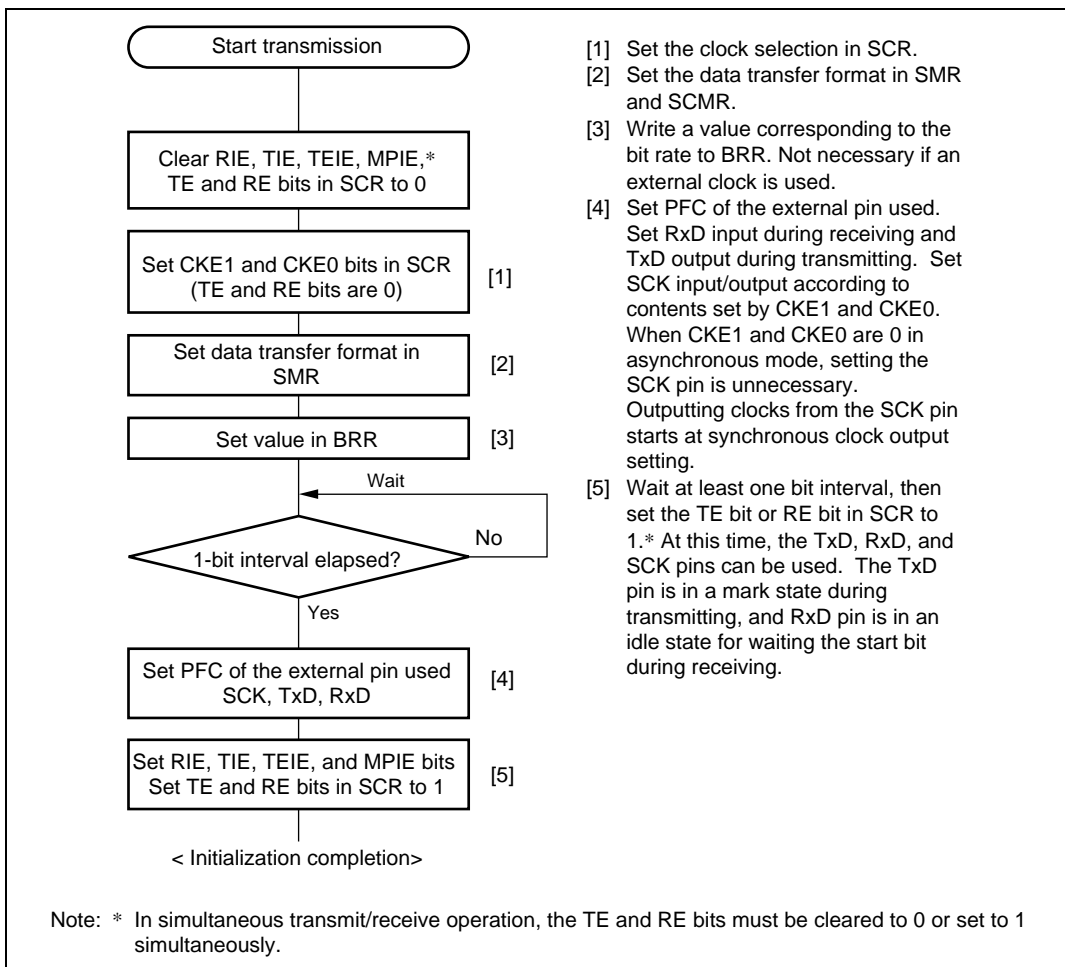 Start transmission
Clear RIE, TIE, TEIE, MPIE,*
TE and RE bits in SCR to 0
Set CKE1 and CKE0 bits in SCR
(TE and RE bits are 0)
[1]
Set data transfer format in
SMR
[2]
Set value in BRR
[3]
Wait
1-bit interval elapsed?
No
Yes
Set PFC of the external pin used
SCK, TxD, RxD
[4]
Set RIE, TIE, TEIE, and MPIE bits
Set TE and RE bits in SCR to 1
[5]
< Initialization completion>
[1] Set the clock selection in SCR.
[2] Set the data transfer format in SMR
and SCMR.
[3] Write a value corresponding to the
bit rate to BRR. Not necessary if an
external clock is used.
[4] Set PFC of the external pin used.
Set RxD input during receiving and
TxD output during transmitting. Set
SCK input/output according to
contents set by CKE1 and CKE0.
When CKE1 and CKE0 are 0 in
asynchronous mode, setting the
SCK pin is unnecessary.
Outputting clocks from the SCK pin
starts at synchronous clock output
setting.
[5] Wait at least one bit interval, then
set the TE bit or RE bit in SCR to
1.* At this time, the TxD, RxD, and
SCK pins can be used. The TxD
pin is in a mark state during
transmitting, and RxD pin is in an
idle state for waiting the start bit
during receiving.
Note: * In simultaneous transmit/receive operation, the TE and RE bits must be cleared to 0 or set to 1
simultaneously.